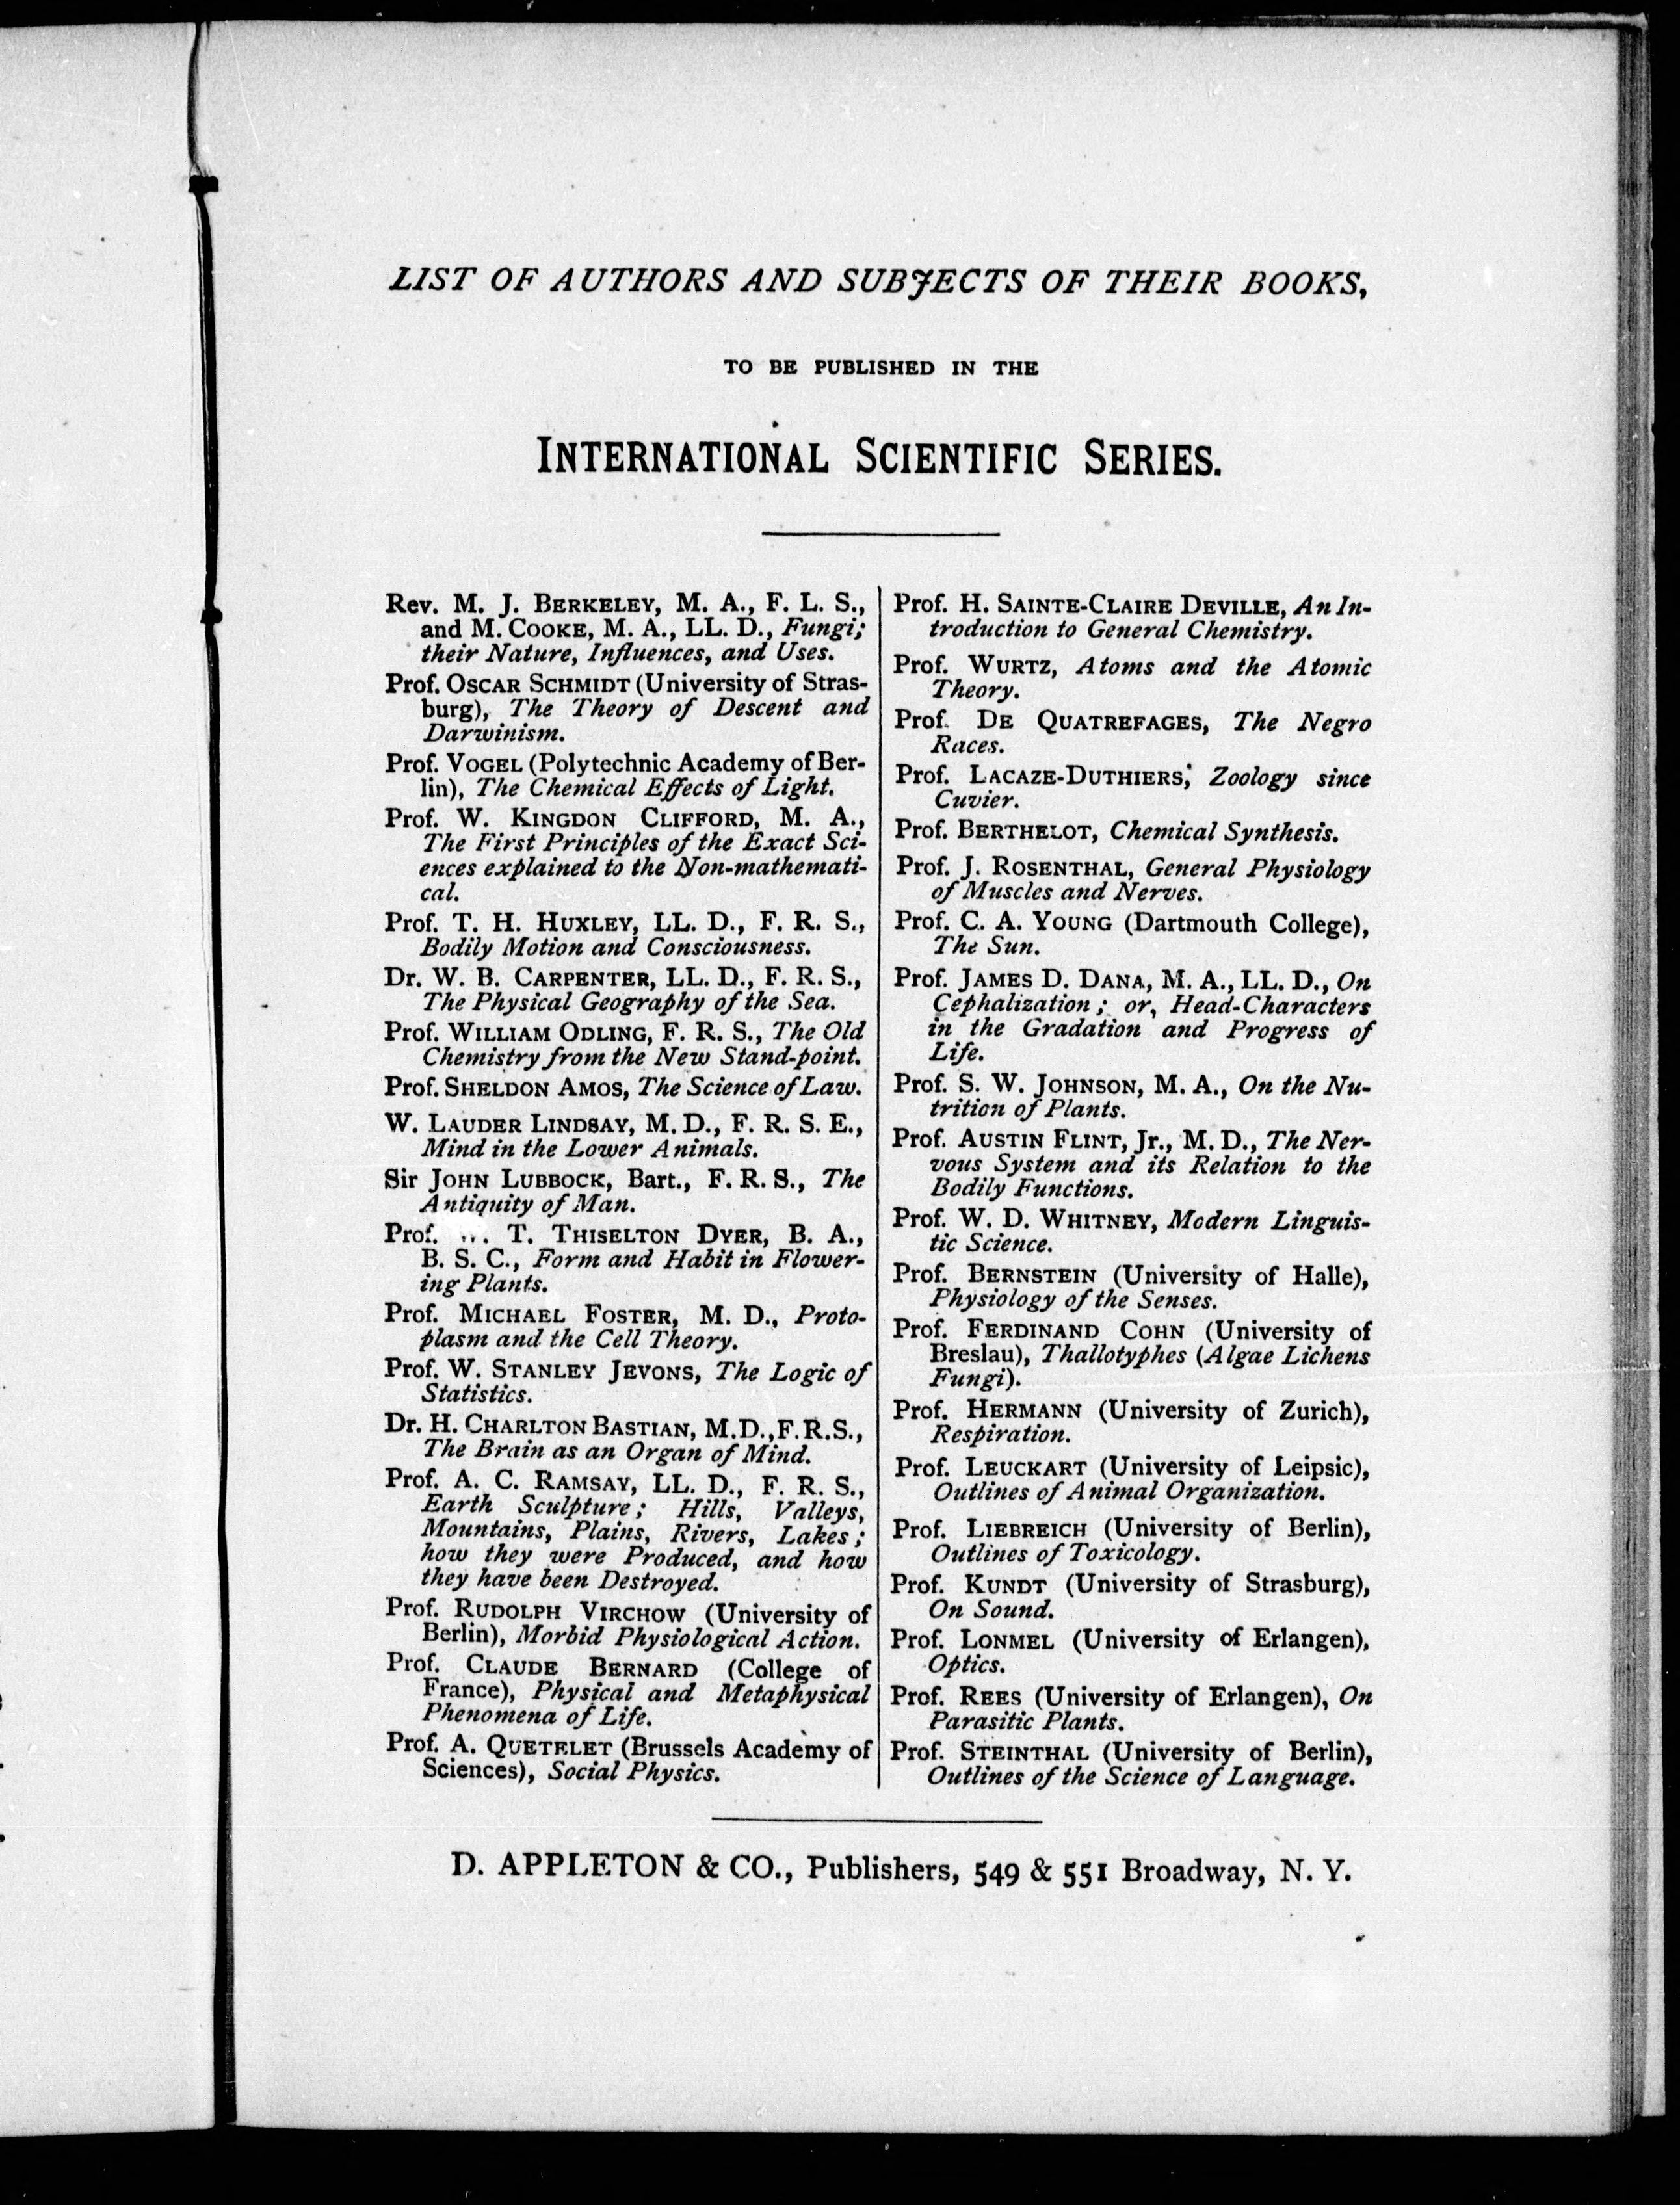 LIST OF AUTHORS AND SUBJECTS OF THEIR BOOKS,
TO BE PUBLISHED IN THE
INTERNATIONAL SCIENTIFIC SERIES.
Rev. M. J. BERKELEY, M. A., F. L. S.,
and M. COOKE, M. A., LL. D., Fungi;
their Nature, Influences, and Uses.
Prof. OSCAR SCHMIDT (University of Stras-
burg), The Theory of Descent and
Darwinism.
Prof. VOGEL (Polytechnic Academy of Ber-
lin), The Chemical Effects of Light.
Prof. W. KINGDON CLIFFORD, M. A.,
The First Principles of the Exact Sci-
ences explained to the Non-mathemati-
cal.
Prof. T. H. HUXLEY, LL. D., F. R. S.,
Bodily Motion and Consciousness.
Dr. W. B. CARPENTER, LL. D., F. R. S.,
The Physical Geography of the Sea.
Prof. WILLIAM ODLING, F. R. S., The Old
Chemistry from the New Stand-point.
Prof. SHELDON AMOS, The Science of Law.
W. LAUDER LINDSAY, M. D., F. R. S. E.,
Mind in the Lower Animals.
Sir JOHN LUBBOCK, Bart., F. R. S., The
Antiquity of Man.
Prof. T. THISELTON DYER, B. A.,
B. S. C., Form and Habit in Flower-
ing Plants.
Prof. MICHAEL FOSTER, M. D., Proto-
plasm and the Cell Theory.
Prof. W. STANLEY JEVONS, The Logic of
Statistics.
Dr. H. CHARLTON BASTIAN, M.D., F.R.S.,
The Brain as an Organ of Mind.
Prof. A. C. RAMSAY, LL. D., F. R. S.,
Earth Sculpture; Hills, Valleys,
Mountains, Plains, Rivers, Lakes;
how they were Produced, and how
they have been Destroyed.
Prof. RUDOLPH VIRCHOW (University of
Berlin), Morbid Physiological Action.
Prof. CLAUDE BERNARD (College of
France), Physical and Metaphysical
Phenomena of Life.
Prof. A. QUETELET (Brussels Academy of
Sciences), Social Physics.
Prof. H. SAINTE-CLAIRE DEVILLE, An In-
troduction to General Chemistry.
Prof. WURTZ, Atoms and the Atomic
Theory.
Prof. DE QUATREFAGES, The Negro
Races.
Prof. LACAZE-DUTHIERS, Zoology since
Cuvier.
Prof. BERTHELOT, Chemical Synthesis.
Prof. J. ROSENTHAL, General Physiology
of Muscles and Nerves.
Prof. C. A. YOUNG (Dartmouth College),
The Sun.
Prof. JAMES D. DANA, M. A., LL. D., On
Cephalization; or, Head-Characters
in the Gradation and Progress of
Life.
Prof. S. W. JOHNSON, M. A., On the Nu-
trition of Plants.
Prof. AUSTIN FLINT, Jr., M. D., The Ner-
vous System and its Relation to the
Bodily Functions.
Prof. W. D. WHITNEY, Modern Linguis-
tic Science.
Prof. BERNSTEIN (University of Halle),
Physiology of the Senses.
Prof. FERDINAND COHN (University of
Breslau), Thallotyphes (Algae Lichens
Fungi).
Prof. HERMANN (University of Zurich),
Respiration.
Prof. LEUCKART (University of Leipsic),
Outlines of Animal Organization.
Prof. LIEBREICH (University of Berlin),
Outlines of Toxicology.
Prof. KUNDT (University of Strasburg),
On Sound.
Prof. LONMEL (University of Erlangen),
Optics.
Prof. REES (University of Erlangen), On
Parasitic Plants.
Prof. STEINTHAL (University of Berlin),
Outlines of the Science of Language.
D. APPLETON & CO., Publishers, 549 & 551 Broadway, N. Y.